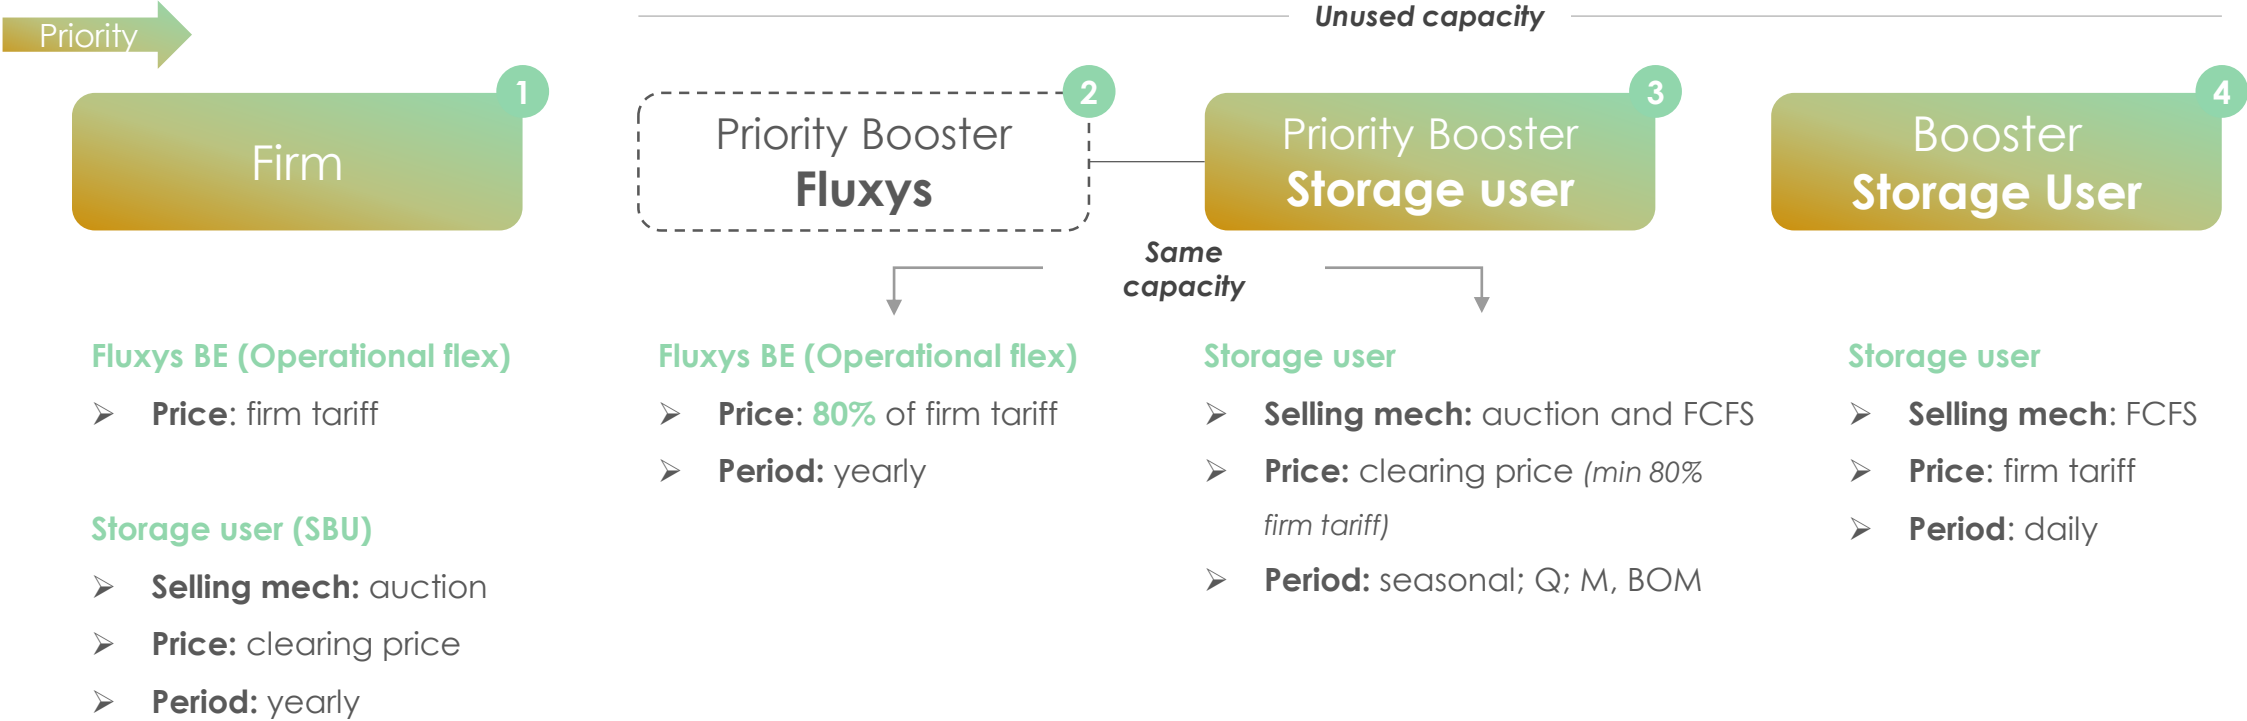 Priority
Unused capacity
1
Firm
2
Priority Booster
Fluxys
3
Priority Booster
Storage user
4
Booster
Storage User
Same
capacity
Fluxys BE (Operational flex)
➢ Price: firm tariff
Storage user (SBU)
➢ Selling mech: auction
➢ Price: clearing price
➢ Period: yearly
Fluxys BE (Operational flex)
➢ Price: 80% of firm tariff
➢ Period: yearly
Storage user
➢ Selling mech: auction and FCFS
➢ Price: clearing price (min 80%
firm tariff)
➢ Period: seasonal; Q; M, BOM
Storage user
➢ Selling mech: FCFS
➢ Price: firm tariff
➢ Period: daily